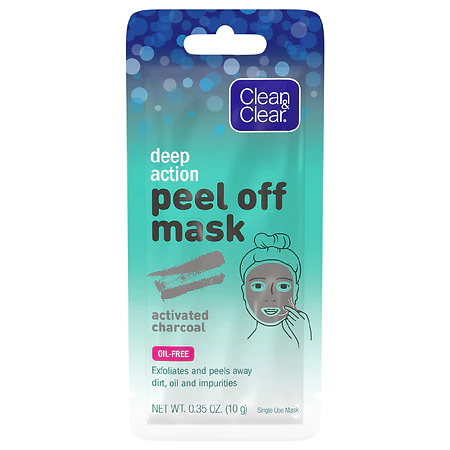 Clean &
Clear®
deep
action
peel off
mask
activated
charcoal
OIL-FREE
Exfoliates and peels away
dirt, oil and impurities
NET WT. 0.35 OZ. (10 g)
Single Use Mask